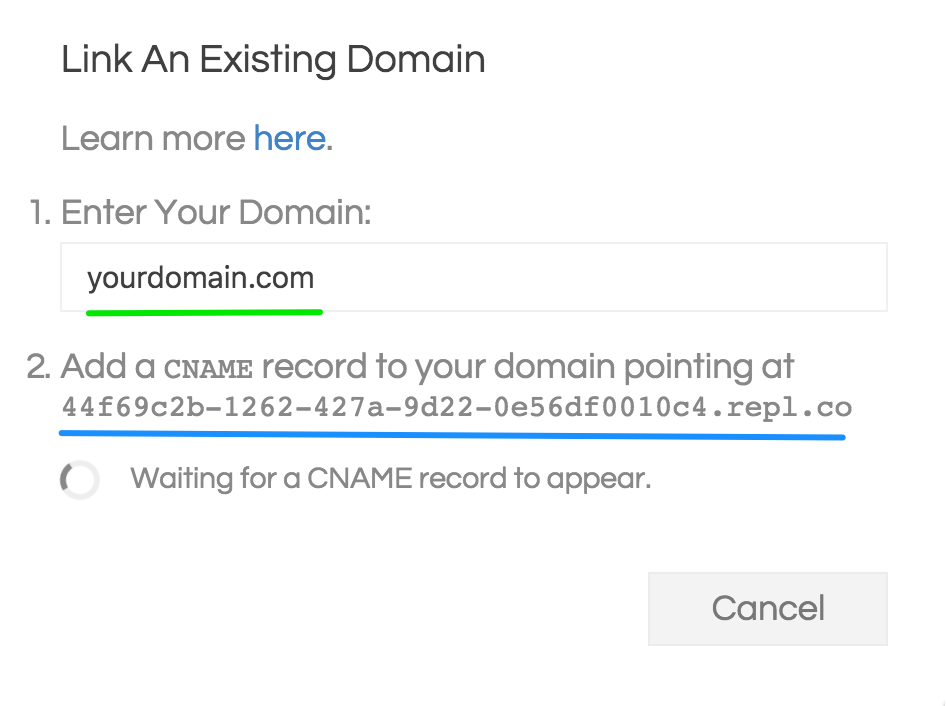 Link An Existing Domain
Learn more here.
1. Enter Your Domain:
yourdomain.com
2. Add a CNAME record to your domain pointing at
44f69c2b-1262-427a-9d22-0e56df0010c4.repl.co
Waiting for a CNAME record to appear.
Cancel